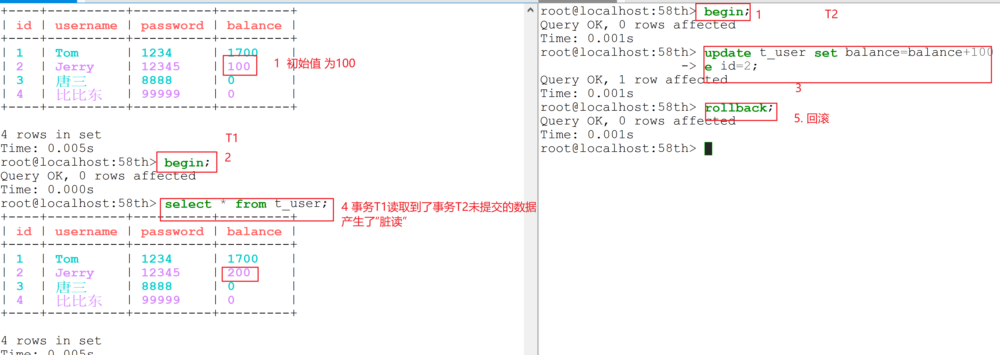 +----+----------+----------+---------+
| id | username | password | balance |
+----+----------+----------+---------+
| 1  | Tom      | 1234     | 1700    |
| 2  | Jerry    | 12345    | 100     |
1 初始值 为100
| 3  | 唐三     | 8888     | 0       |
| 4  | 比比东   | 99999    | 0       |
+----+----------+----------+---------+
4 rows in set
T1
Time: 0.005s
root@localhost:58th> begin;
2
Query OK, 0 rows affected
Time: 0.000s
root@localhost:58th> select * from t_user;
4 事务T1读取到了事务T2未提交的数据
产生了“脏读”
+----+----------+----------+---------+
| id | username | password | balance |
+----+----------+----------+---------+
| 1  | Tom      | 1234     | 1700    |
| 2  | Jerry    | 12345    | 200     |
| 3  | 唐三     | 8888     | 0       |
| 4  | 比比东   | 99999    | 0       |
+----+----------+----------+---------+
4 rows in set
Time: 0.005s
root@localhost:58th> begin;
1
T2
Query OK, 0 rows affected
Time: 0.001s
root@localhost:58th> update t_user set balance=balance+100
-> e id=2;
Query OK, 1 row affected
3
Time: 0.001s
root@localhost:58th> rollback;
5. 回滚
Query OK, 0 rows affected
Time: 0.001s
root@localhost:58th>